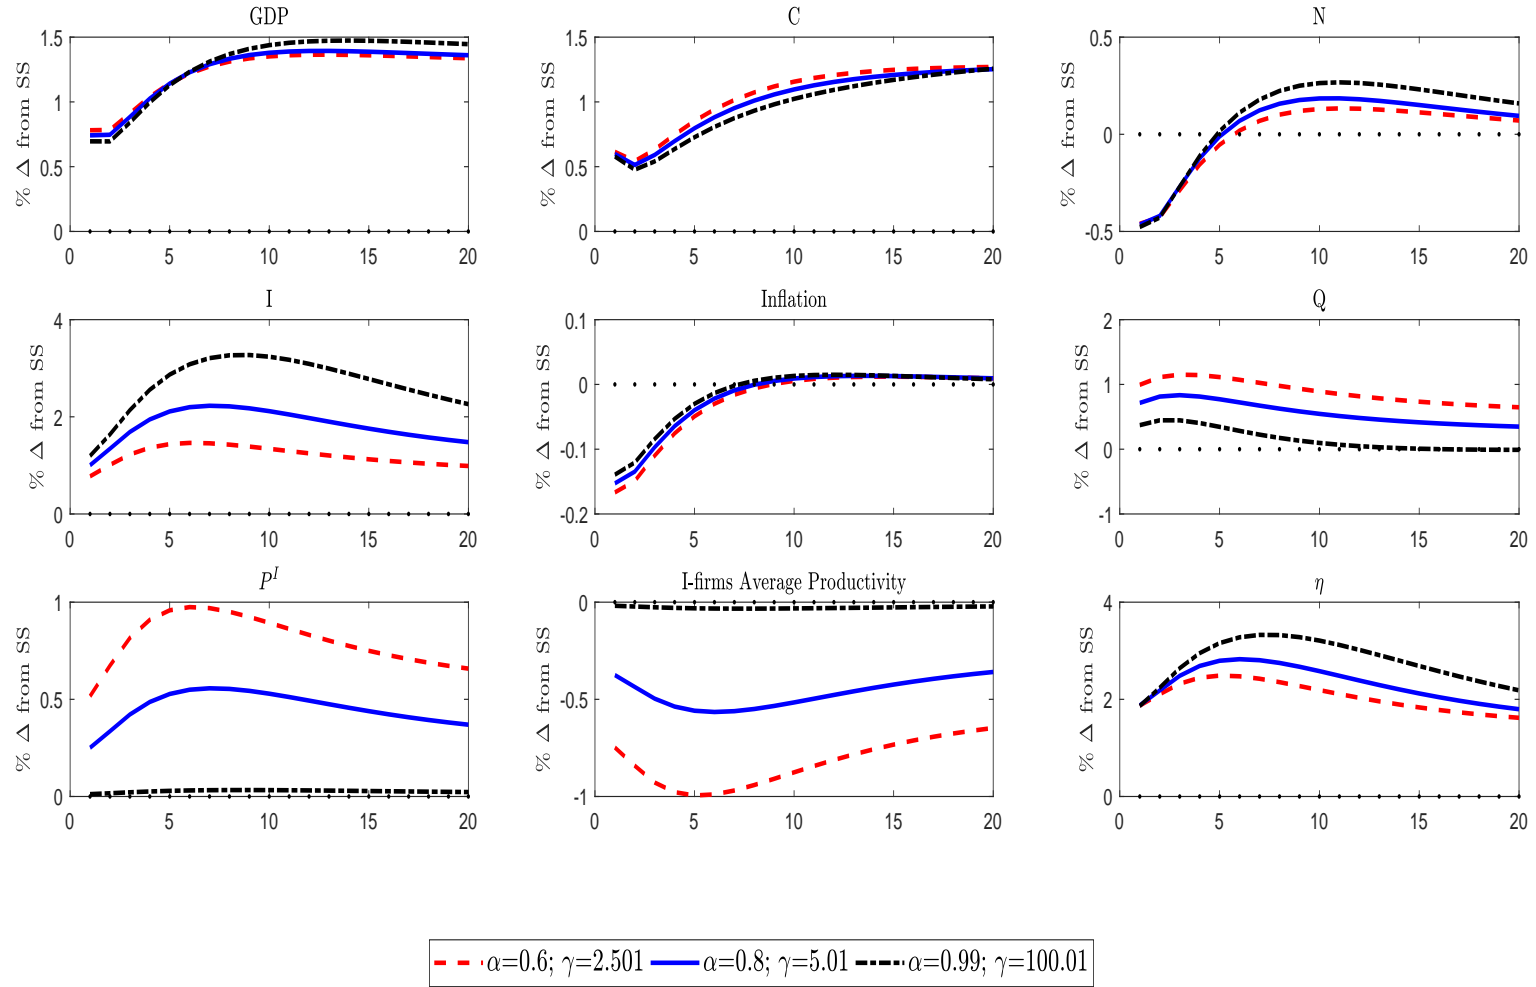 GDP
C
N
% Δ from SS
1.5
1
0.5
0
0 5 10 15 20
% Δ from SS
1.5
1
0.5
0
0 5 10 15 20
% Δ from SS
0.5
0
-0.5
0 5 10 15 20
I
Inflation
Q
% Δ from SS
4
2
0
0 5 10 15 20
% Δ from SS
0.1
0
-0.1
-0.2
0 5 10 15 20
% Δ from SS
2
1
0
-1
0 5 10 15 20
P^I
I-firms Average Productivity
η
% Δ from SS
1
0.5
0
0 5 10 15 20
% Δ from SS
0
-0.5
-1
0 5 10 15 20
% Δ from SS
4
2
0
0 5 10 15 20
α=0.6; γ=2.501 α=0.8; γ=5.01 α=0.99; γ=100.01